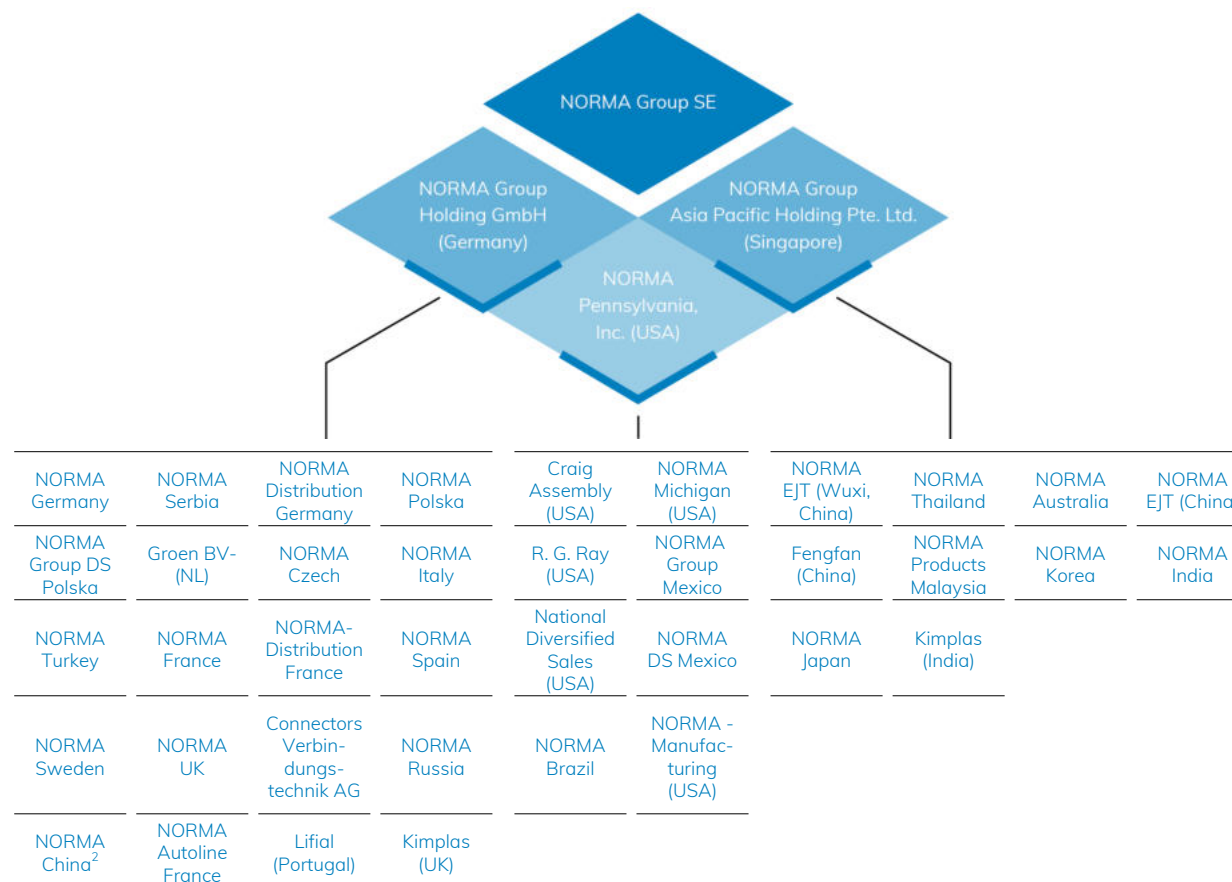 NORMA Group SE
NORMA Group
Holding GmbH
(Germany)
NORMA Group
Asia Pacific Holding Pte. Ltd.
(Singapore)
NORMA
Pennsylvania,
Inc. (USA)
NORMA
Germany
NORMA
Serbia
NORMA
Distribution
Germany
NORMA
Polska
Craig
Assembly
(USA)
NORMA
Michigan
(USA)
NORMA
EJT (Wuxi,
China)
NORMA
Thailand
NORMA
Australia
NORMA
EJT (China
NORMA
Group DS
Polska
Groen BV-
(NL)
NORMA
Czech
NORMA
Italy
R. G. Ray
(USA)
NORMA
Group
Mexico
Fengfan
(China)
NORMA
Products
Malaysia
NORMA
Korea
NORMA
India
NORMA
Turkey
NORMA
France
NORMA-
Distribution
France
NORMA
Spain
National
Diversified
Sales
(USA)
NORMA
DS Mexico
NORMA
Japan
Kimplas
(India)
NORMA
Sweden
NORMA
UK
Connectors
Verbin-
dungs-
technik AG
NORMA
Russia
NORMA
Brazil
NORMA -
Manufac-
turing
(USA)
NORMA
China²
NORMA
Autoline
France
Lifial
(Portugal)
Kimplas
(UK)